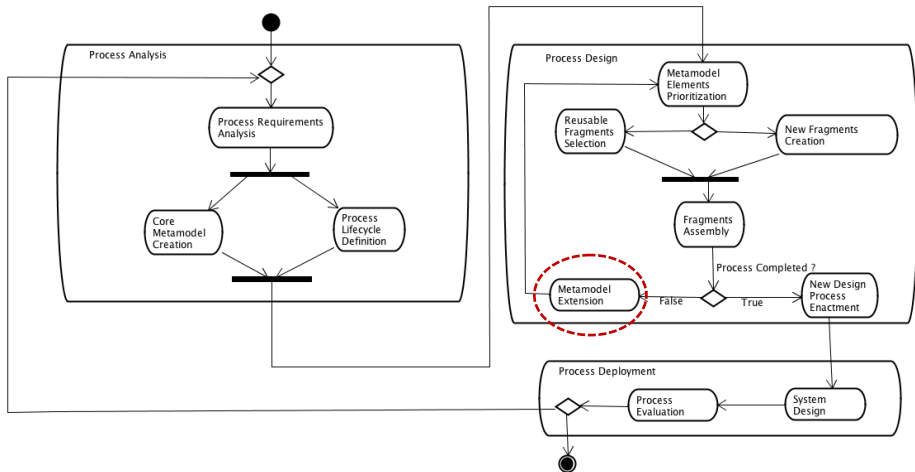 Process Analysis
Process Requirements
Analysis
Core
Metamodel
Creation
Process
Lifecycle
Definition
Process Design
Metamodel
Elements
Prioritization
Reusable
Fragments
Selection
New Fragments
Creation
Fragments
Assembly
Process Completed ?
Metamodel
Extension
False
True
New Design
Process
Enactment
Process Deployment
Process
Evaluation
System
Design